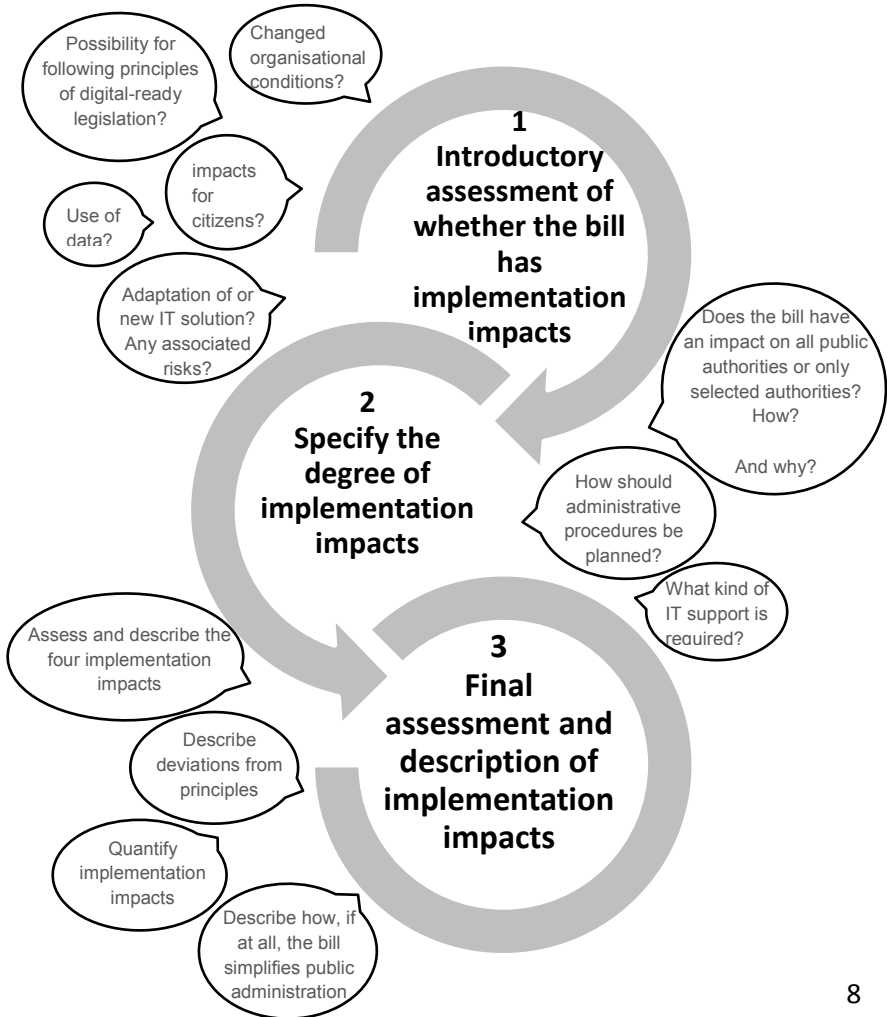 Possibility for
following principles
of digital-ready
legislation?
Changed
organisational
conditions?
impacts
for
citizens?
Use of
data?
Adaptation of or
new IT solution?
Any associated
risks?
1
Introductory
assessment of
whether the bill
has
implementation
impacts
Does the bill have
an impact on all public
authorities or only
selected authorities?
How?
And why?
2
Specify the
degree of
implementation
impacts
How should
administrative
procedures be
planned?
What kind of
IT support is
required?
3
Final
assessment and
description of
implementation
impacts
Assess and describe the
four implementation
impacts
Describe
deviations from
principles
Quantify
implementation
impacts
Describe how, if
at all, the bill
simplifies public
administration
8